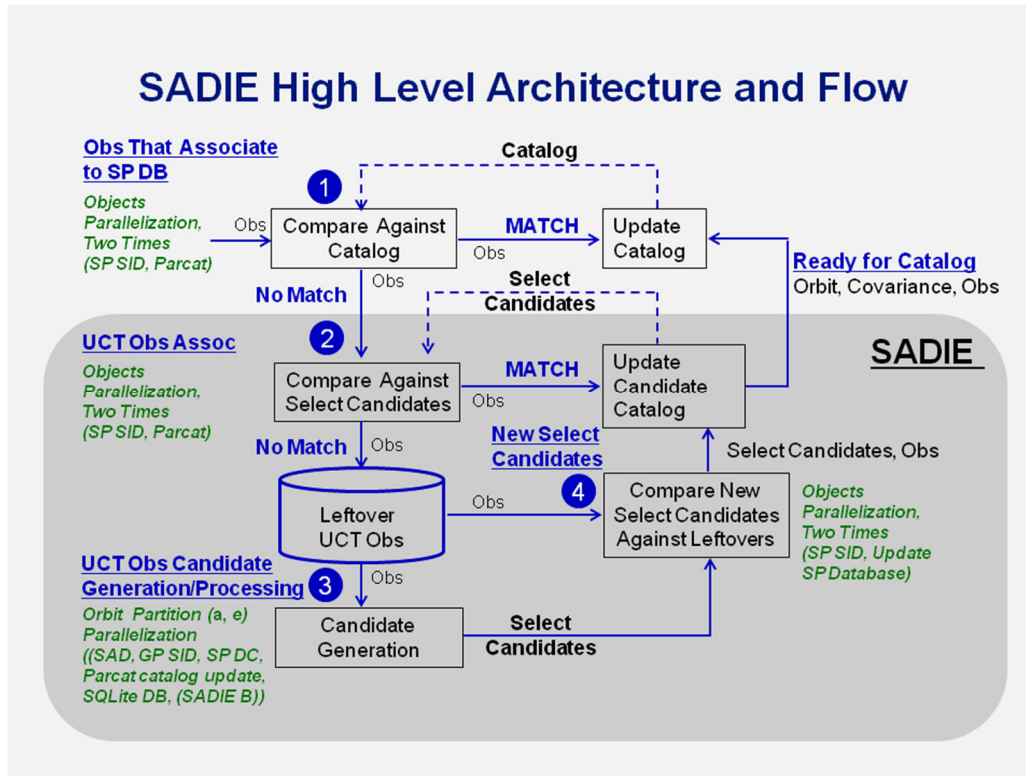 SADIE High Level Architecture and Flow
Obs That Associate
to SP DB
Objects
Parallelization,
Two Times
(SP SID, Parcat)
Catalog
1
Obs
Compare Against
Catalog
MATCH
Obs
Update
Catalog
Ready for Catalog
Orbit, Covariance, Obs
No Match
Obs
Select
Candidates
SADIE
UCT Obs Assoc
Objects
Parallelization,
Two Times
(SP SID, Parcat)
2
Compare Against
Select Candidates
MATCH
Obs
Update
Candidate
Catalog
No Match
Obs
New Select
Candidates
Select Candidates, Obs
Leftover
UCT Obs
Obs
4
Compare New
Select Candidates
Against Leftovers
Objects
Parallelization,
Two Times
(SP SID, Update
SP Database)
UCT Obs Candidate
Generation/Processing
Obs
3
Orbit Partition (a, e)
Parallelization
((SAD, GP SID, SP DC,
Parcat catalog update,
SQLite DB, (SADIE B))
Candidate
Generation
Select
Candidates